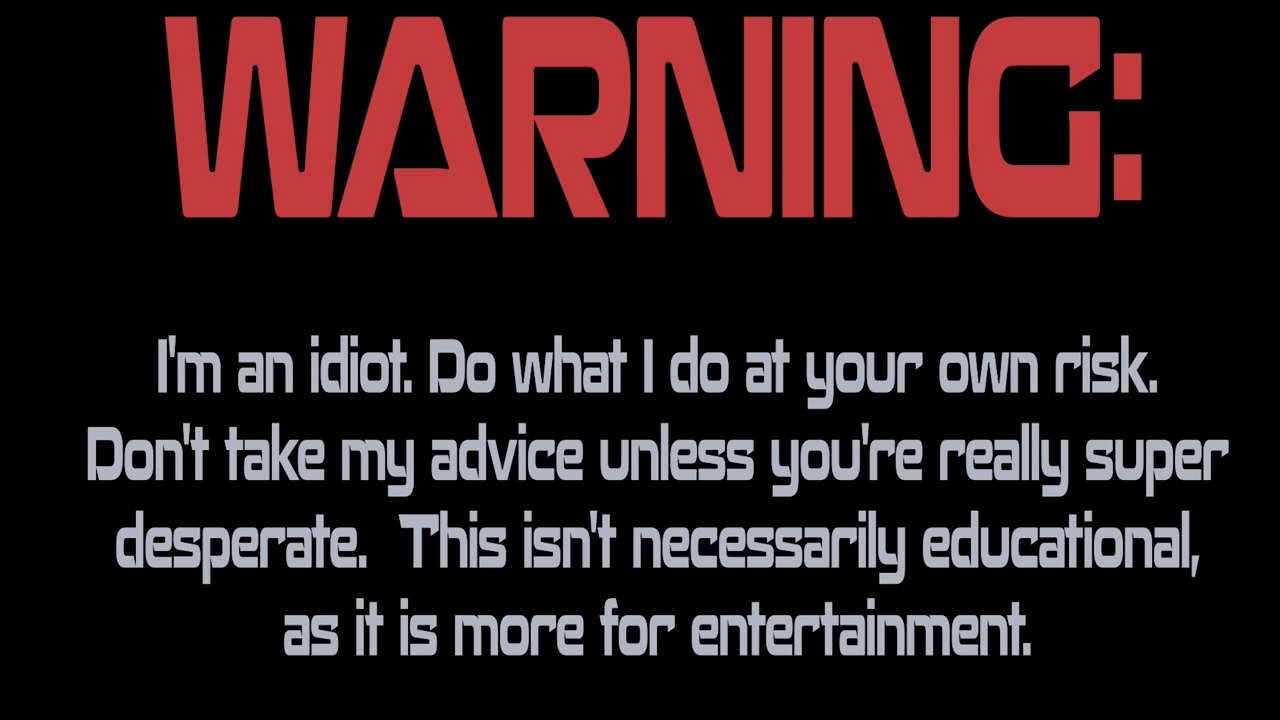 WARNING:
I'm an idiot. Do what I do at your own risk.
Don't take my advice unless you're really super
desperate.  This isn't necessarily educational,
as it is more for entertainment.